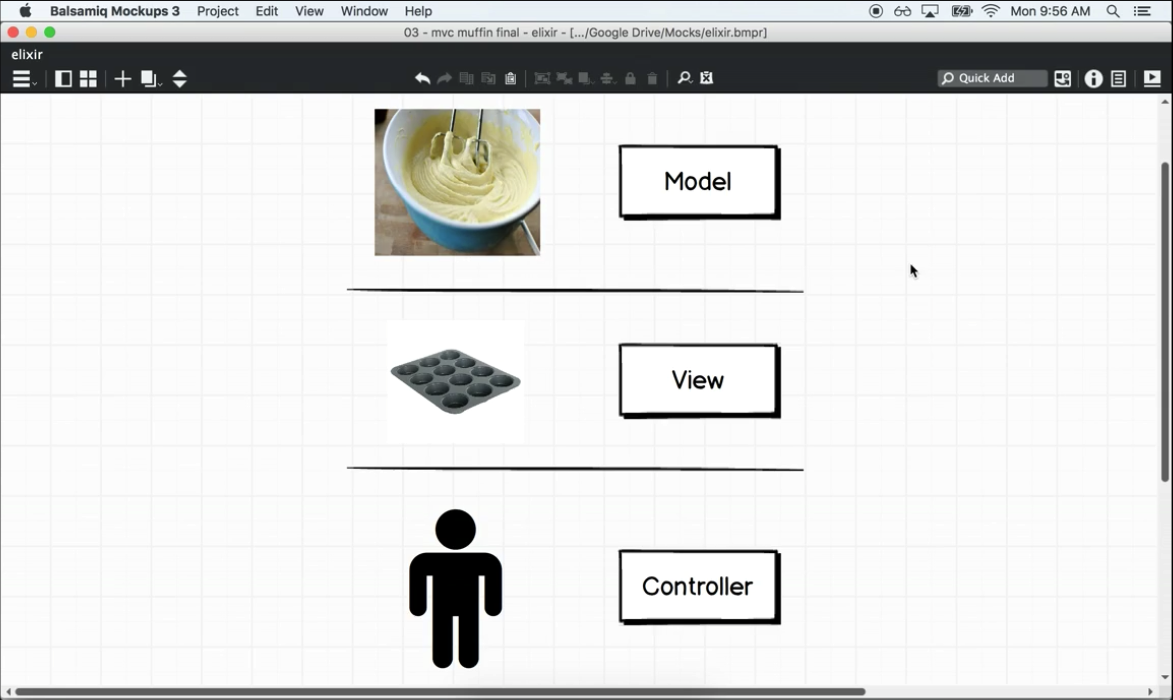 Balsamiq Mockups 3 Project Edit View Window Help Mon 9:56 AM
03 - mvc muffin final - elixir - [.../Google Drive/Mocks/elixir.bmpr]
elixir
Quick Add
Model
View
Controller